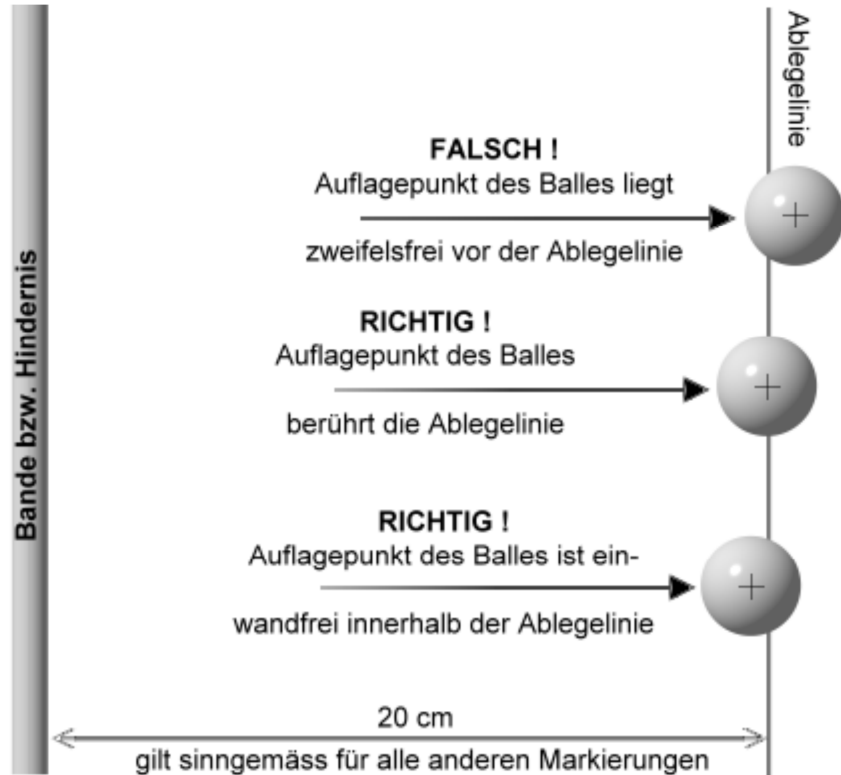 Ablegelinie
FALSCH !
Auflagepunkt des Balles liegt
zweifelsfrei vor der Ablegelinie
Bande bzw. Hindernis
RICHTIG !
Auflagepunkt des Balles
berührt die Ablegelinie
RICHTIG !
Auflagepunkt des Balles ist ein-
wandfrei innerhalb der Ablegelinie
20 cm
gilt sinngemäss für alle anderen Markierungen